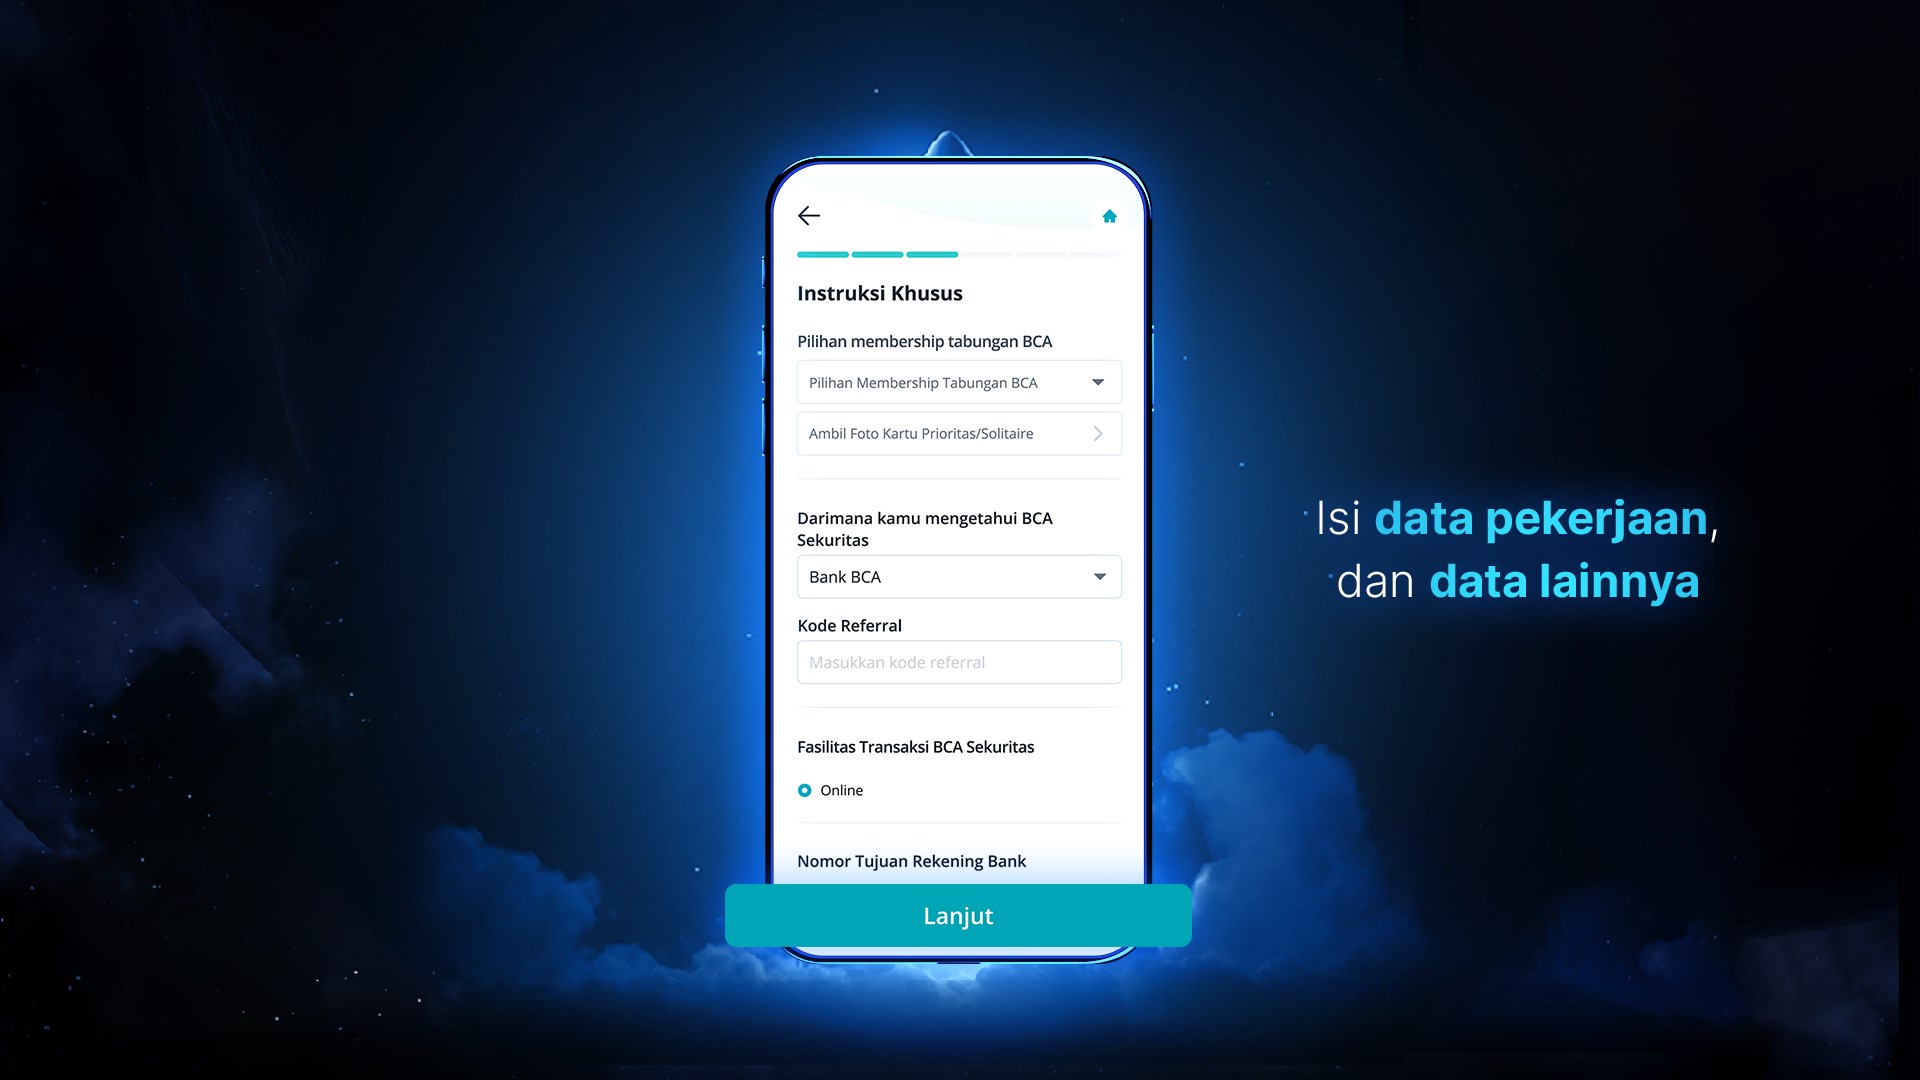 Instruksi Khusus
Pilihan membership tabungan BCA
Pilihan Membership Tabungan BCA
Ambil Foto Kartu Prioritas/Solitaire
Darimana kamu mengetahui BCA
Sekuritas
Bank BCA
Kode Referral
Masukkan kode referral
Fasilitas Transaksi BCA Sekuritas
Online
Nomor Tujuan Rekening Bank
Lanjut
Isi data pekerjaan,
dan data lainnya